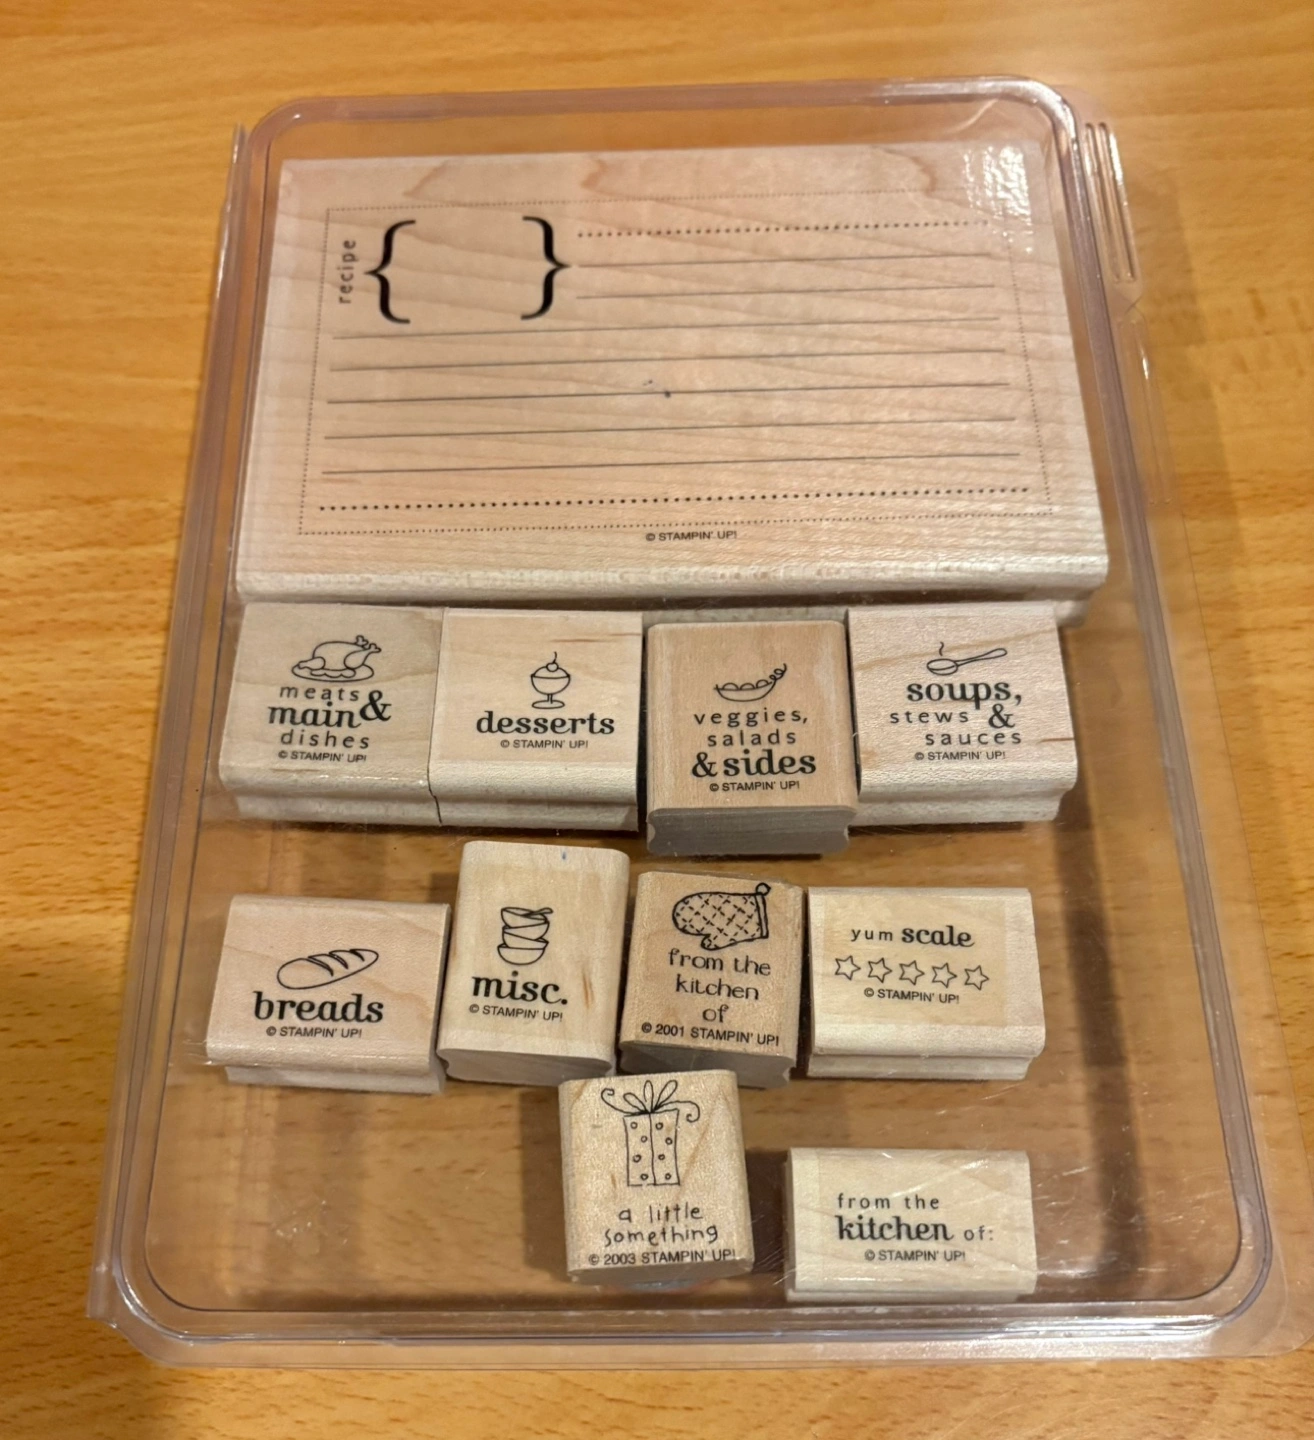 recipe
© STAMPIN' UP!
meats &
main
dishes
© STAMPIN' UP!
desserts
© STAMPIN' UP!
veggies,
salads
& sides
© STAMPIN' UP!
soups,
stews &
sauces
© STAMPIN' UP!
breads
© STAMPIN' UP!
misc.
© STAMPIN' UP!
from the
kitchen
of
© 2001 STAMPIN' UP!
yum scale
© STAMPIN' UP!
a little
something
© 2003 STAMPIN' UP!
from the
kitchen of:
© STAMPIN' UP!